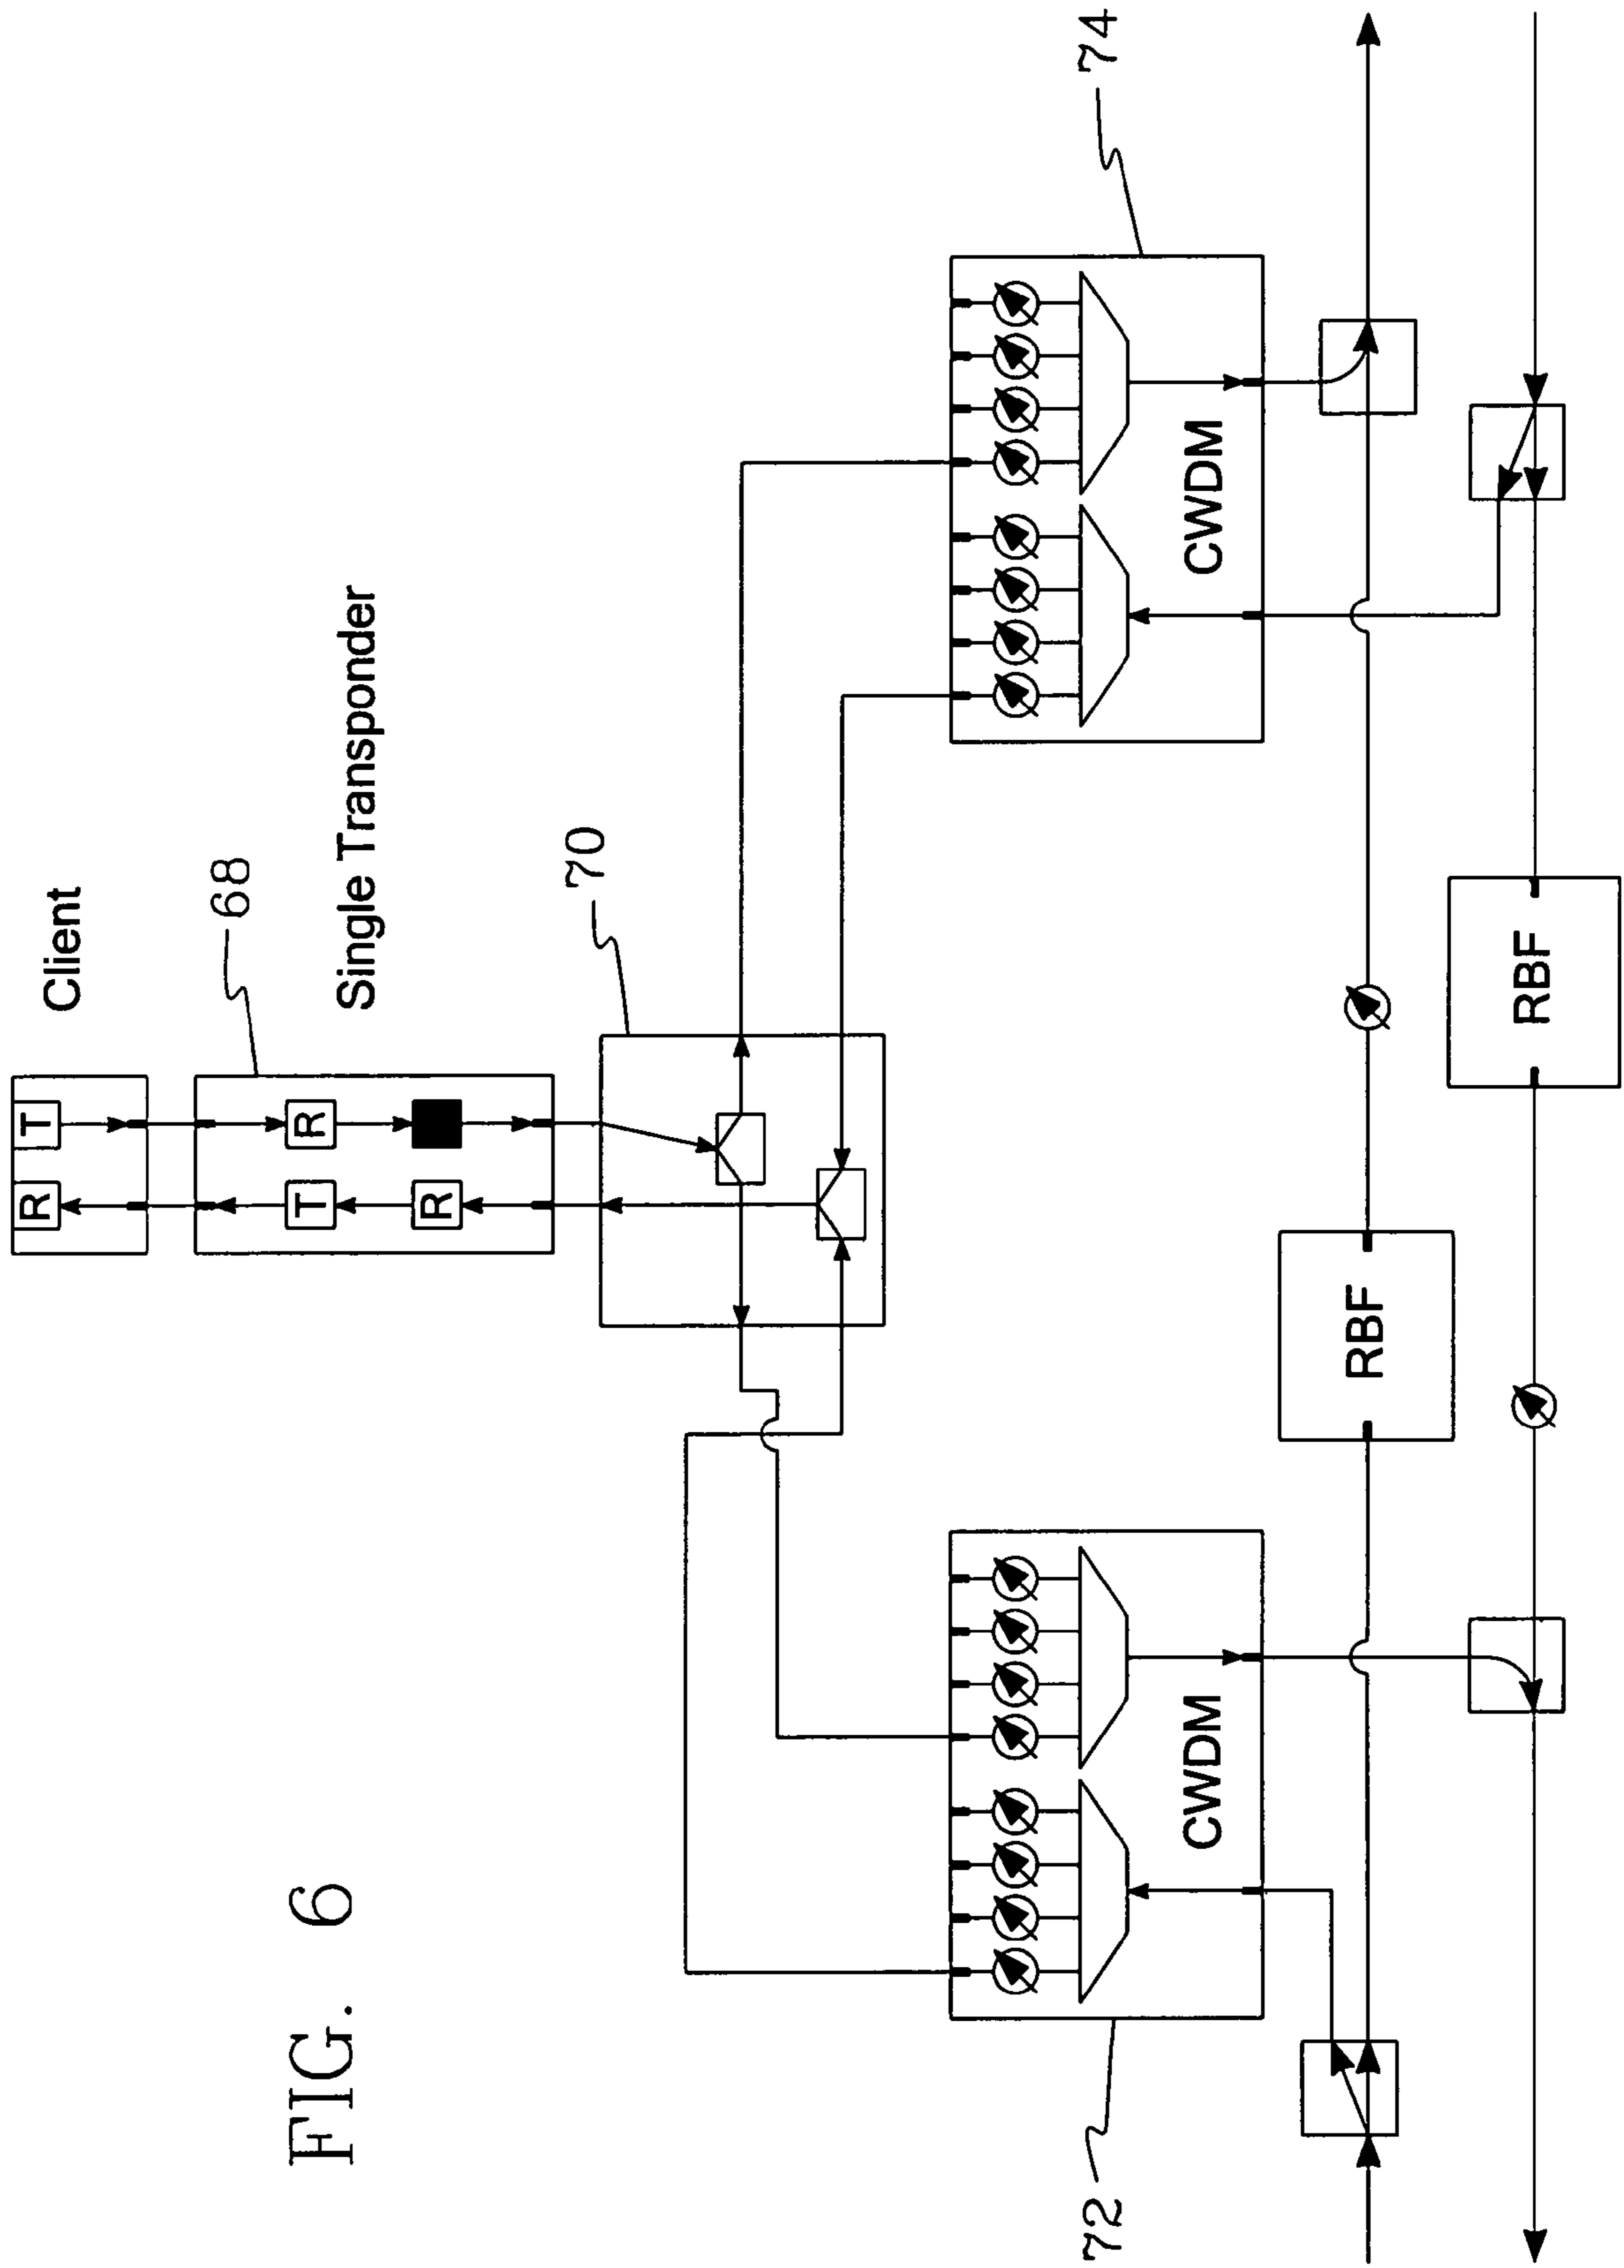 FIG. 6
Client
R
T
68
Single Transponder
T
R
R
70
72
CWDM
74
CWDM
RBF
RBF